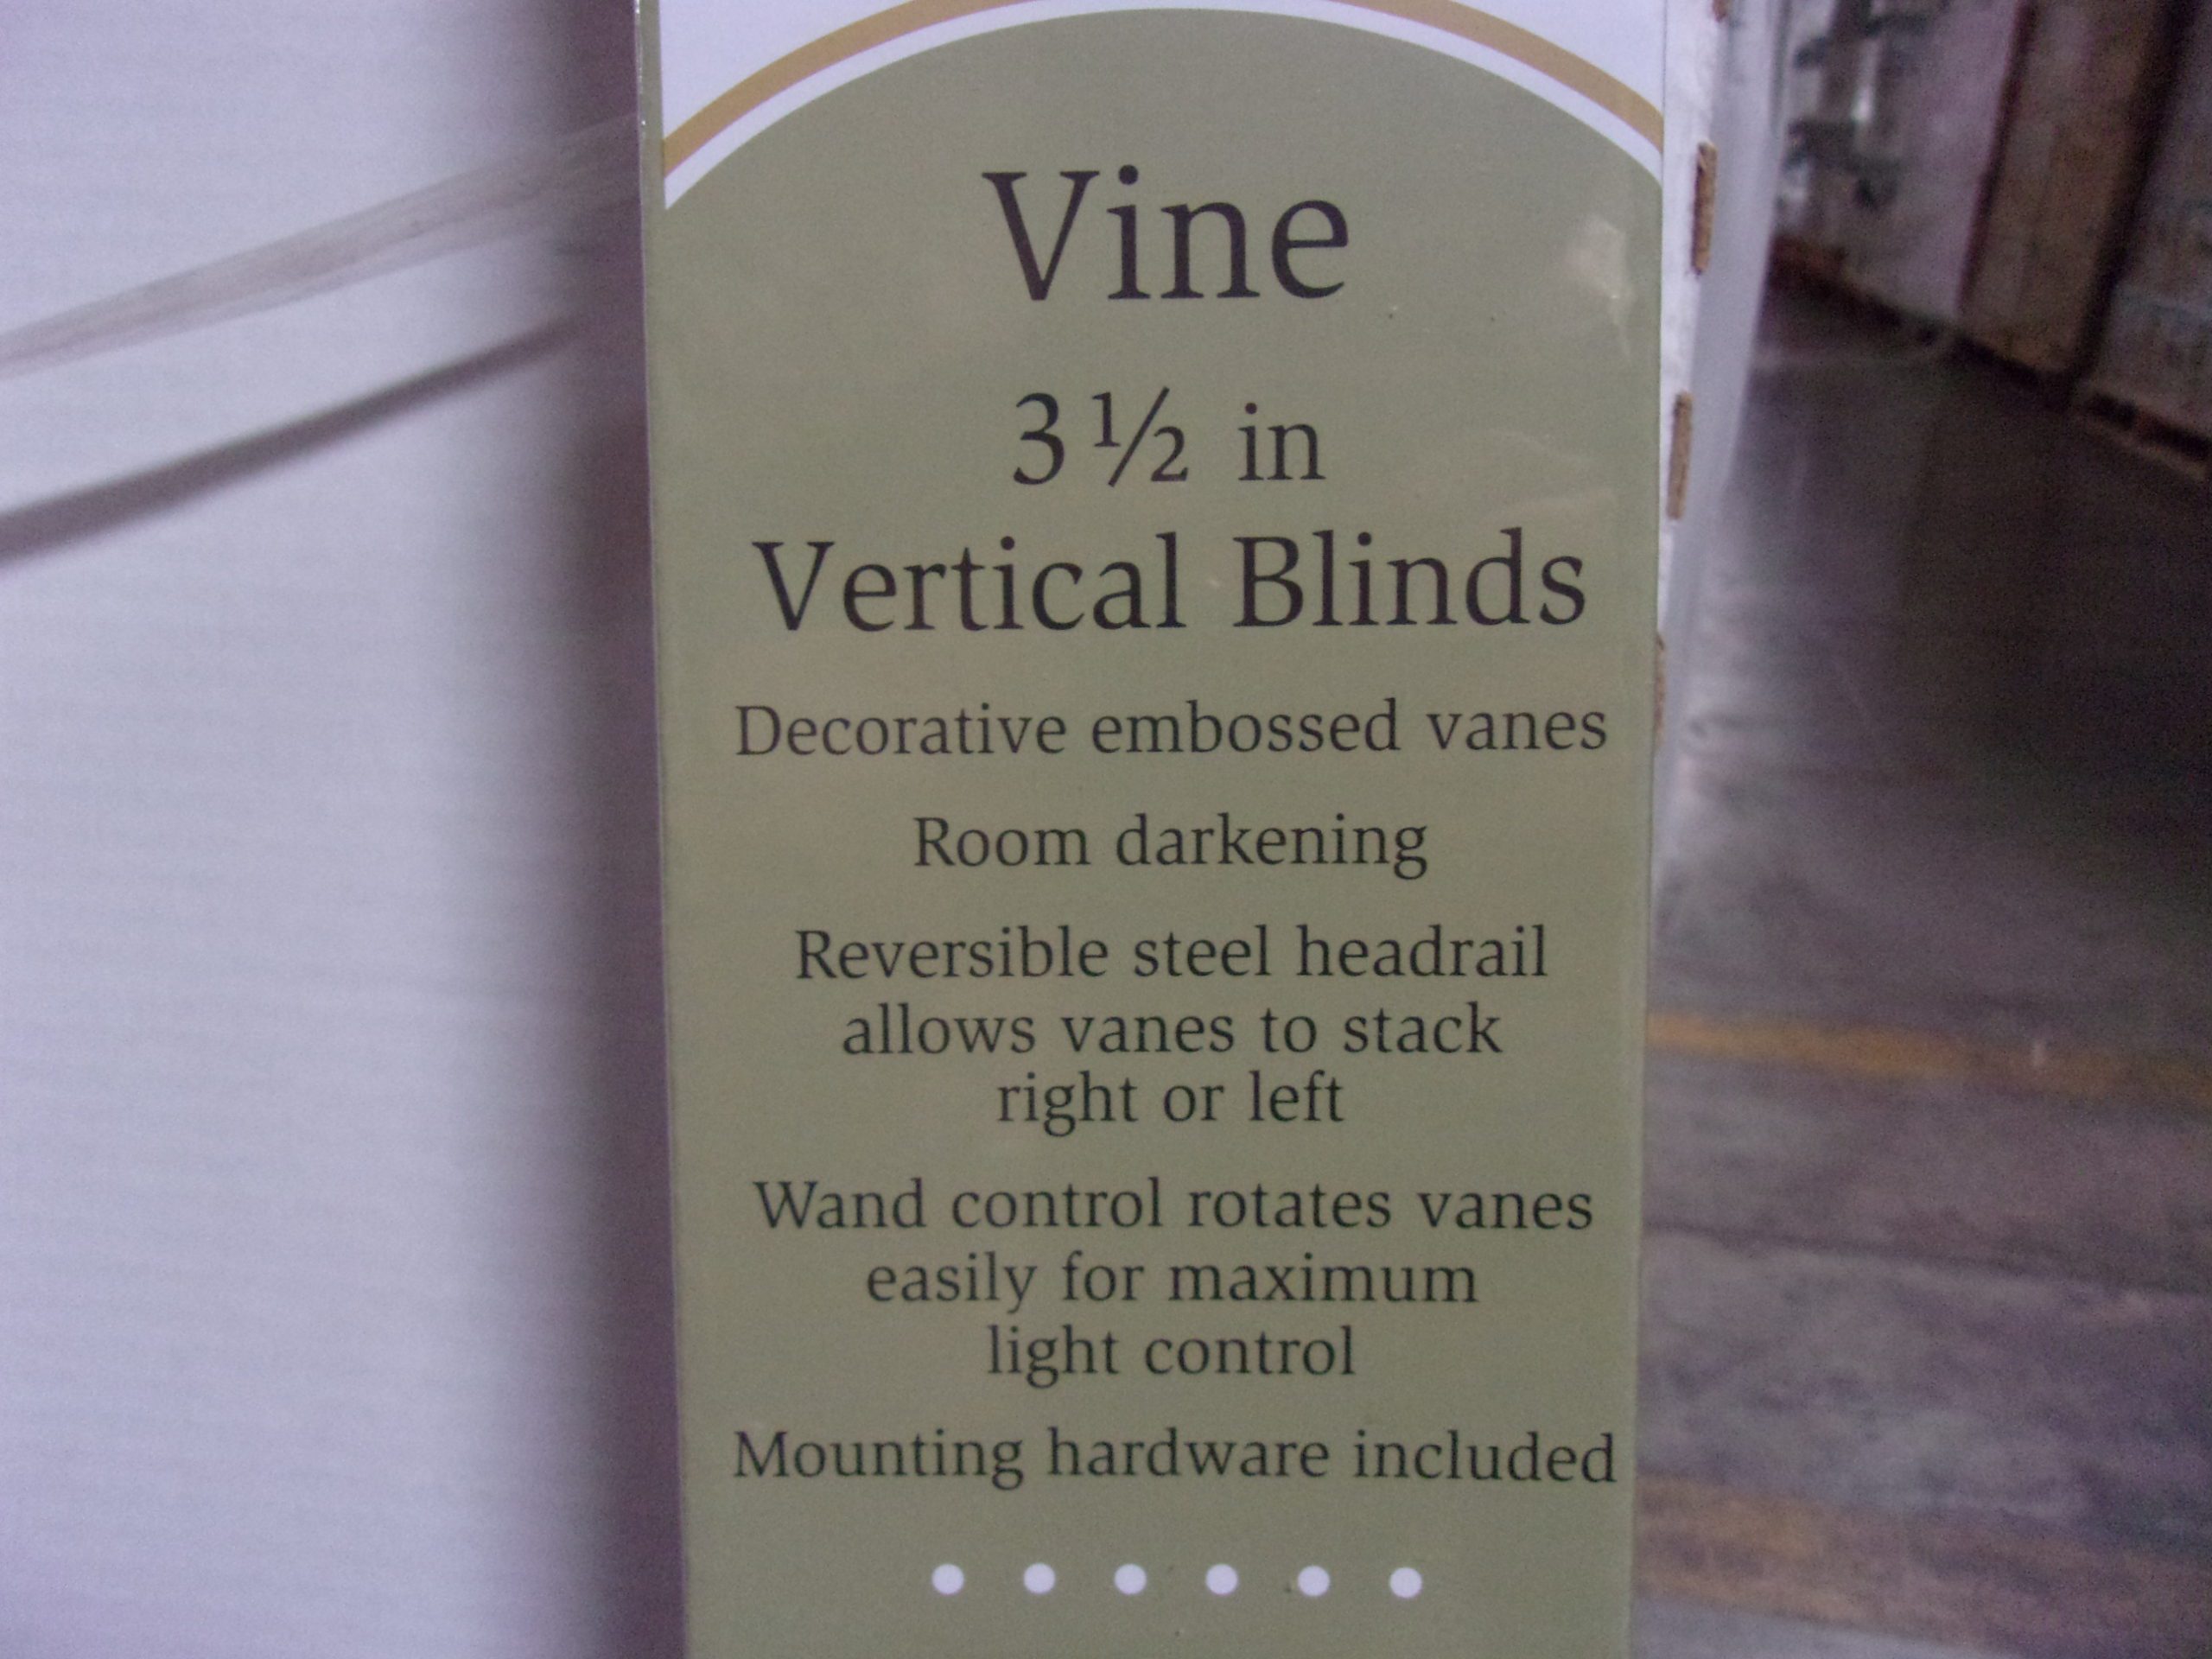 Vine
3 ½ in
Vertical Blinds
Decorative embossed vanes
Room darkening
Reversible steel headrail
allows vanes to stack
right or left
Wand control rotates vanes
easily for maximum
light control
Mounting hardware included